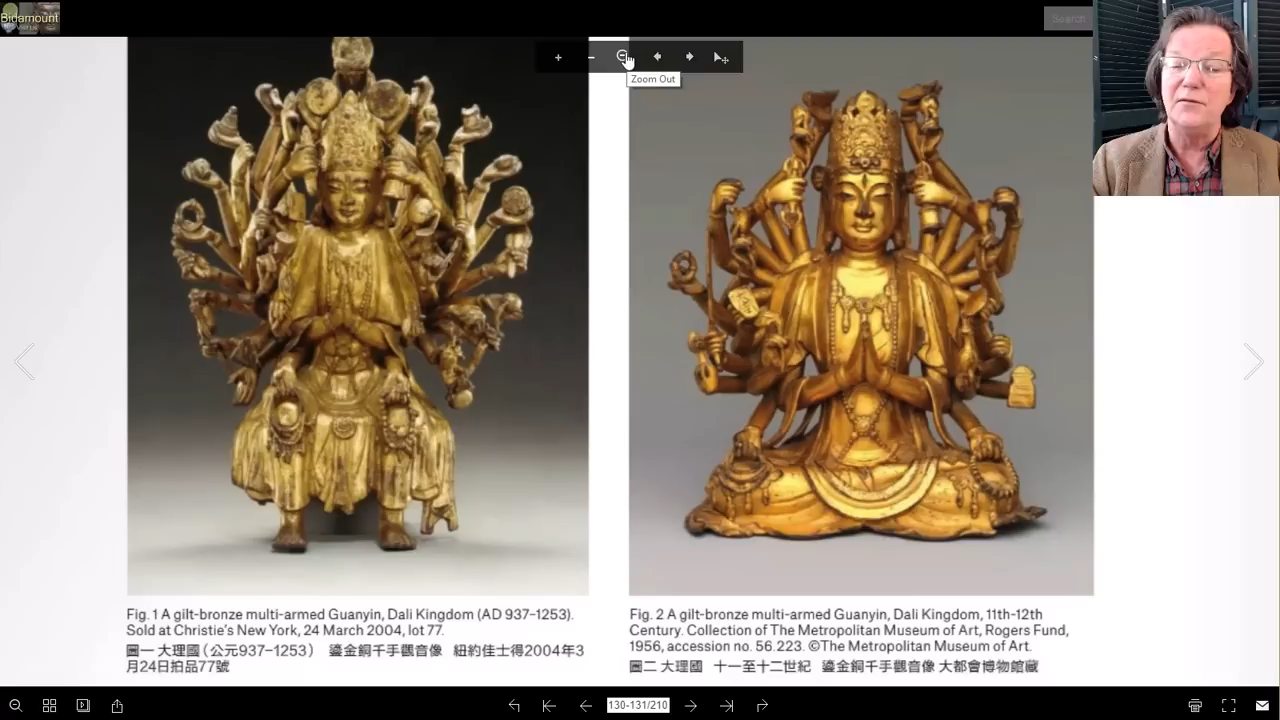 Bidamount
Search
Zoom Out
Fig. 1 A gilt-bronze multi-armed Guanyin, Dali Kingdom (AD 937–1253).
Sold at Christie's New York, 24 March 2004, lot 77.
圖一 大理國(公元937–1253) 鎏金銅千手觀音像 紐約佳士得2004年3
月24日拍品77號
Fig. 2 A gilt-bronze multi-armed Guanyin, Dali Kingdom, 11th-12th
Century. Collection of The Metropolitan Museum of Art, Rogers Fund,
1956, accession no. 56.223. ©The Metropolitan Museum of Art.
圖二 大理國 十一至十二世紀 鎏金銅千手觀音像 大都會博物館藏
130-131/210